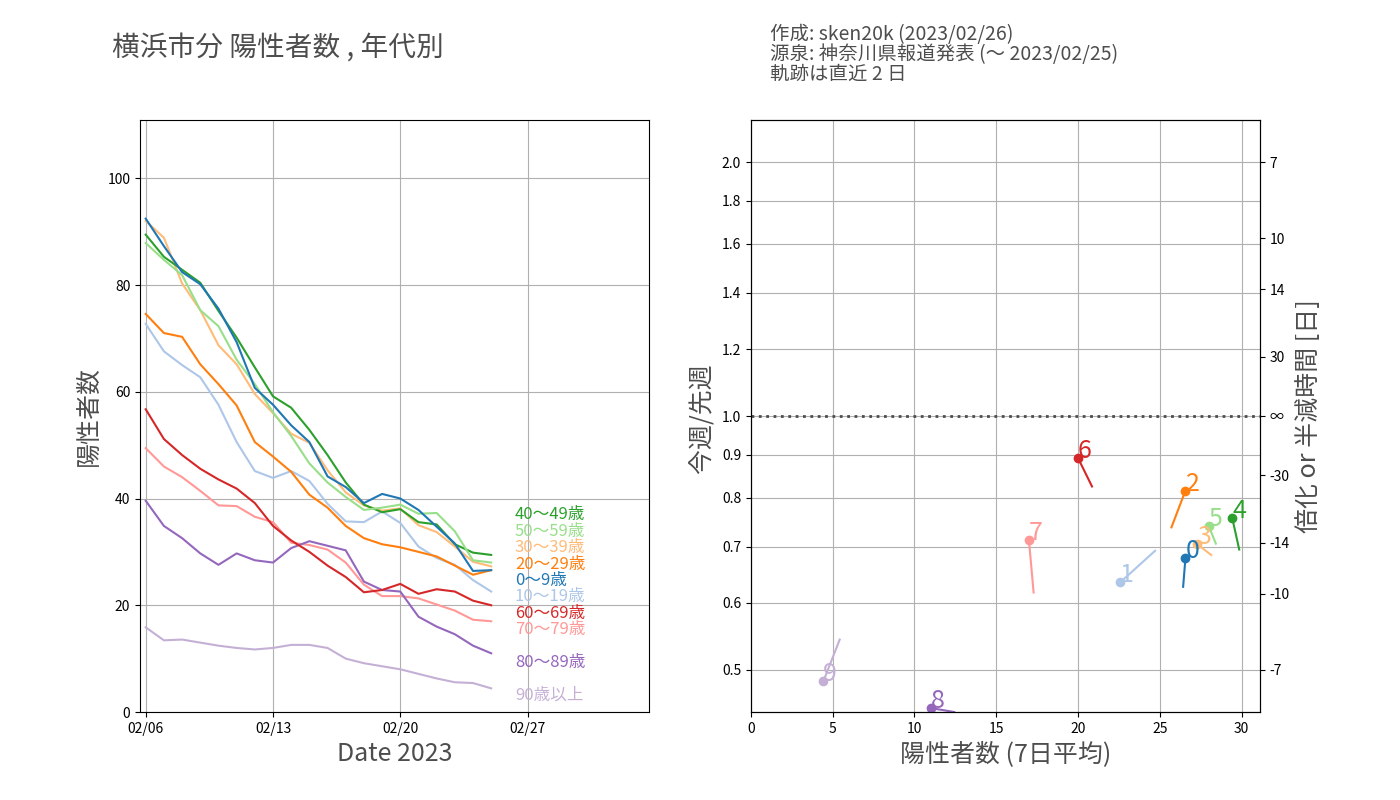 横浜市分 陽性者数 , 年代別
作成: sken20k (2023/02/26)
源泉: 神奈川県報道発表 (〜 2023/02/25)
軌跡は直近 2 日
陽性者数
100
80
60
40
20
0
02/06
02/13
02/20
02/27
Date 2023
40〜49歳
50〜59歳
30〜39歳
20〜29歳
0〜9歳
10〜19歳
60〜69歳
70〜79歳
80〜89歳
90歳以上
今週/先週
2.0
1.8
1.6
1.4
1.2
1.0
0.9
0.8
0.7
0.6
0.5
0
5
10
15
20
25
30
陽性者数 (7日平均)
7
10
14
30
∞
-30
-14
-10
-7
倍化 or 半減時間 [日]
6
2
4
5
7
3
0
1
9
8